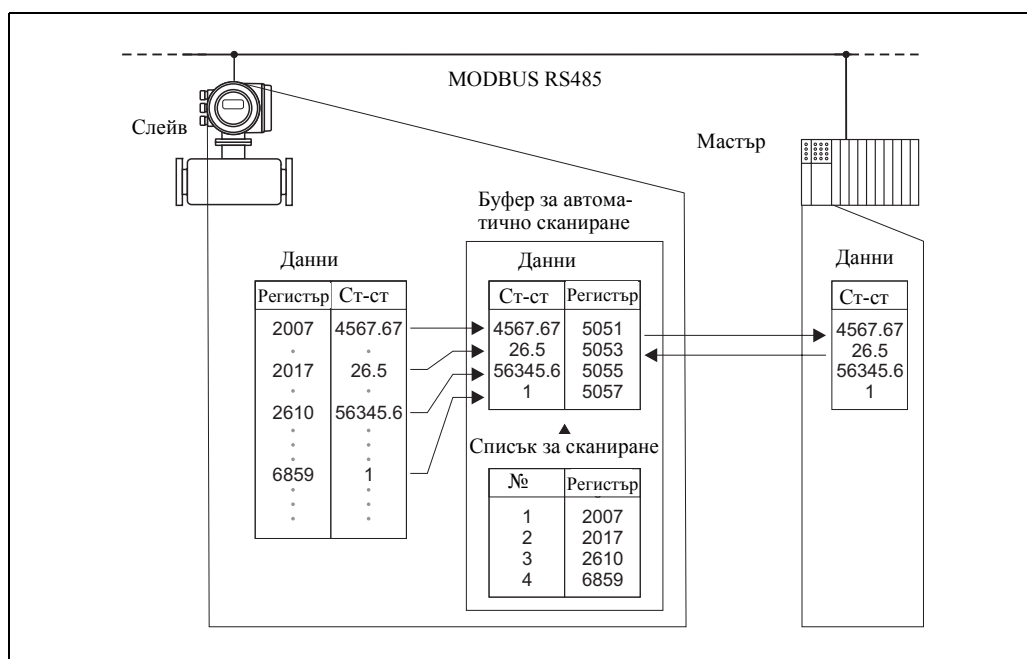 MODBUS RS485
Слейв
Мастър
Буфер за автома-
тично сканиране
Данни
Регистър Ст-ст
2007 4567.67
2017 26.5
2610 56345.6
6859 1
Данни
Ст-ст Регистър
4567.67 5051
26.5 5053
56345.6 5055
1 5057
Списък за сканиране
№ Регистър
1 2007
2 2017
3 2610
4 6859
Данни
Ст-ст
4567.67
26.5
56345.6
1